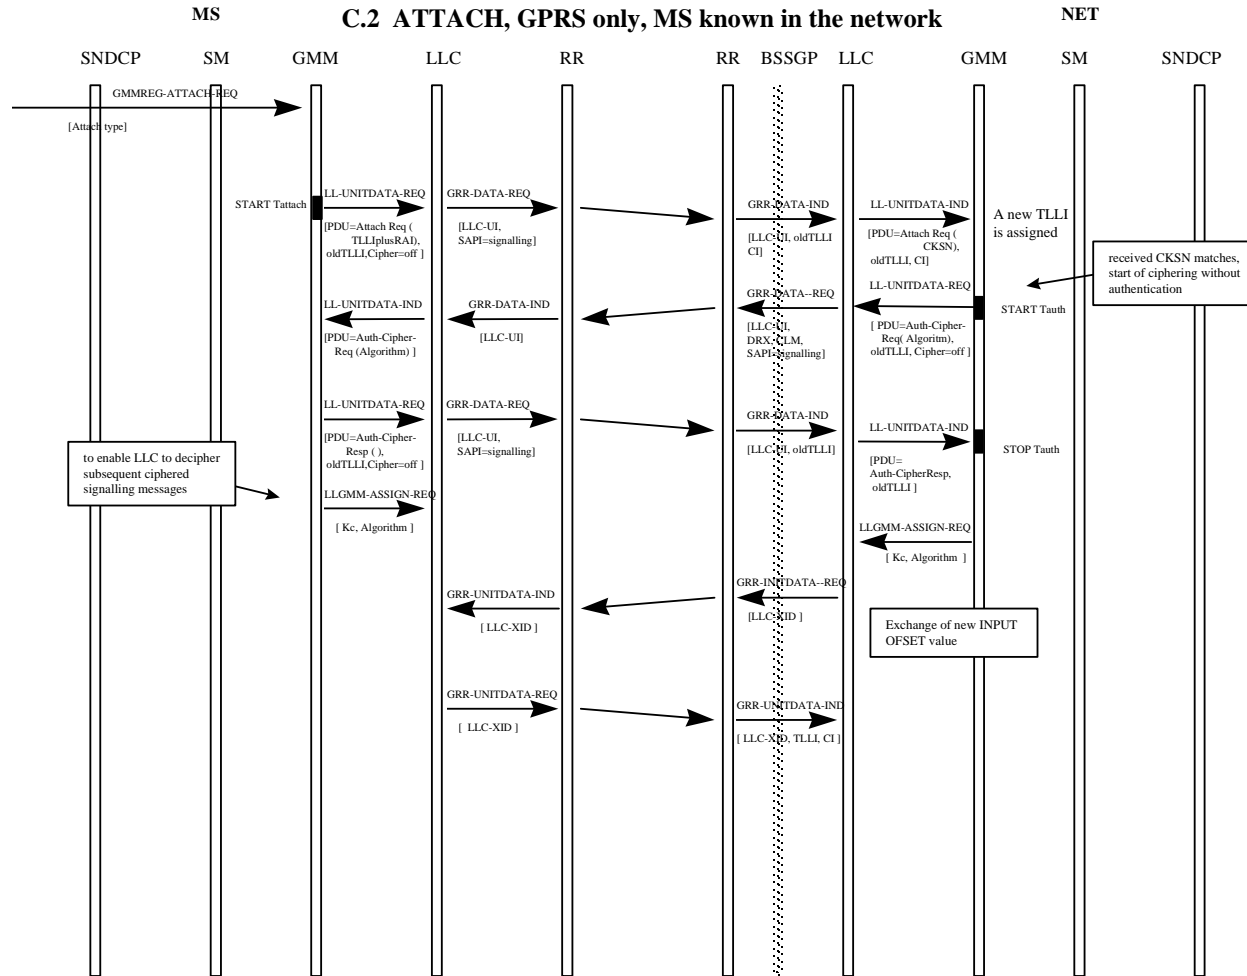 MS
C.2 ATTACH, GPRS only, MS known in the network
NET
SNDCP SM GMM LLC RR RR BSSGP LLC GMM SM SNDCP
GMMREG-ATTACH-REQ
[Attach type]
START Tattach
LL-UNITDATA-REQ
[PDU=Attach Req (
TLLIplusRAI),
oldTLLI,Cipher=off ]
GRR-DATA-REQ
[LLC-UI,
SAPI=signalling]
GRR-DATA-IND
[LLC-UI, oldTLLI
CI]
LL-UNITDATA-IND
[PDU=Attach Req (
CKSN),
oldTLLI, CI]
A new TLLI
is assigned
received CKSN matches,
start of ciphering without
authentication
LL-UNITDATA-IND
[PDU=Auth-Cipher-
Req (Algorithm) ]
GRR-DATA-IND
[LLC-UI]
GRR-DATA--REQ
[LLC-UI,
DRX, CLM,
SAPI=signalling]
LL-UNITDATA-REQ
[ PDU=Auth-Cipher-
Req( Algoritm),
oldTLLI, Cipher=off ]
START Tauth
LL-UNITDATA-REQ
[PDU=Auth-Cipher-
Resp ( ),
oldTLLI,Cipher=off ]
GRR-DATA-REQ
[LLC-UI,
SAPI=signalling]
GRR-DATA-IND
[LLC-UI, oldTLLI]
LL-UNITDATA-IND
[PDU=
Auth-CipherResp,
oldTLLI ]
STOP Tauth
to enable LLC to decipher
subsequent ciphered
signalling messages
LLGMM-ASSIGN-REQ
[ Kc, Algorithm ]
LLGMM-ASSIGN-REQ
[ Kc, Algorithm ]
GRR-UNITDATA-IND
[ LLC-XID ]
GRR-INITDATA--REQ
[LLC-XID ]
Exchange of new INPUT
OFSET value
GRR-UNITDATA-REQ
[ LLC-XID ]
GRR-UNITDATA-IND
[ LLC-XID, TLLI, CI ]